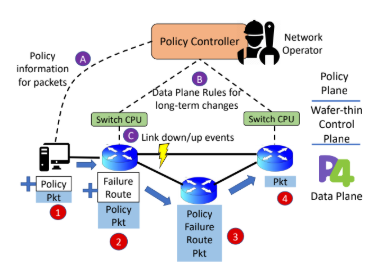 Policy Controller
Network
Operator
A
Policy
information
for packets
B
Data Plane Rules for
long-term changes
Policy
Plane
Wafer-thin
Control
Plane
P4
Data Plane
Switch CPU
Switch CPU
C
Link down/up events
+
Policy
Pkt
1
+
Failure
Route
Policy
Pkt
2
Policy
Failure
Route
Pkt
3
Pkt
4